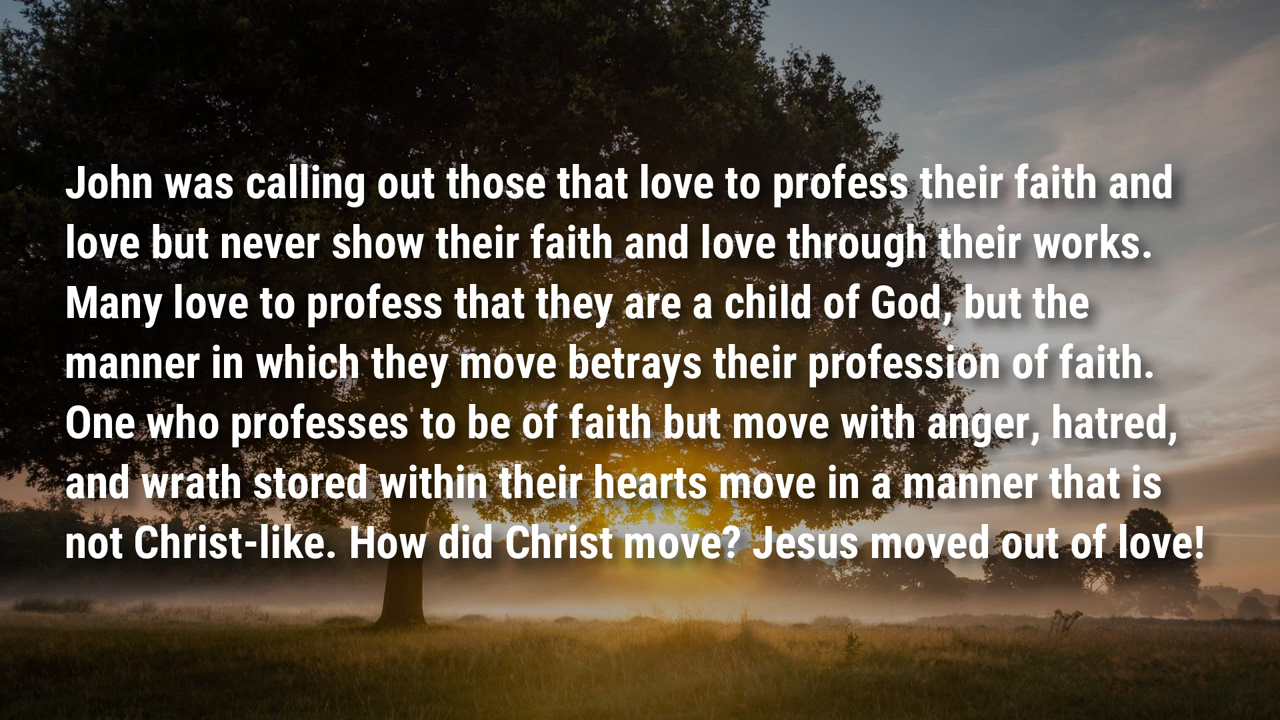 John was calling out those that love to profess their faith and
love but never show their faith and love through their works.
Many love to profess that they are a child of God, but the
manner in which they move betrays their profession of faith.
One who professes to be of faith but move with anger, hatred,
and wrath stored within their hearts move in a manner that is
not Christ-like. How did Christ move? Jesus moved out of love!